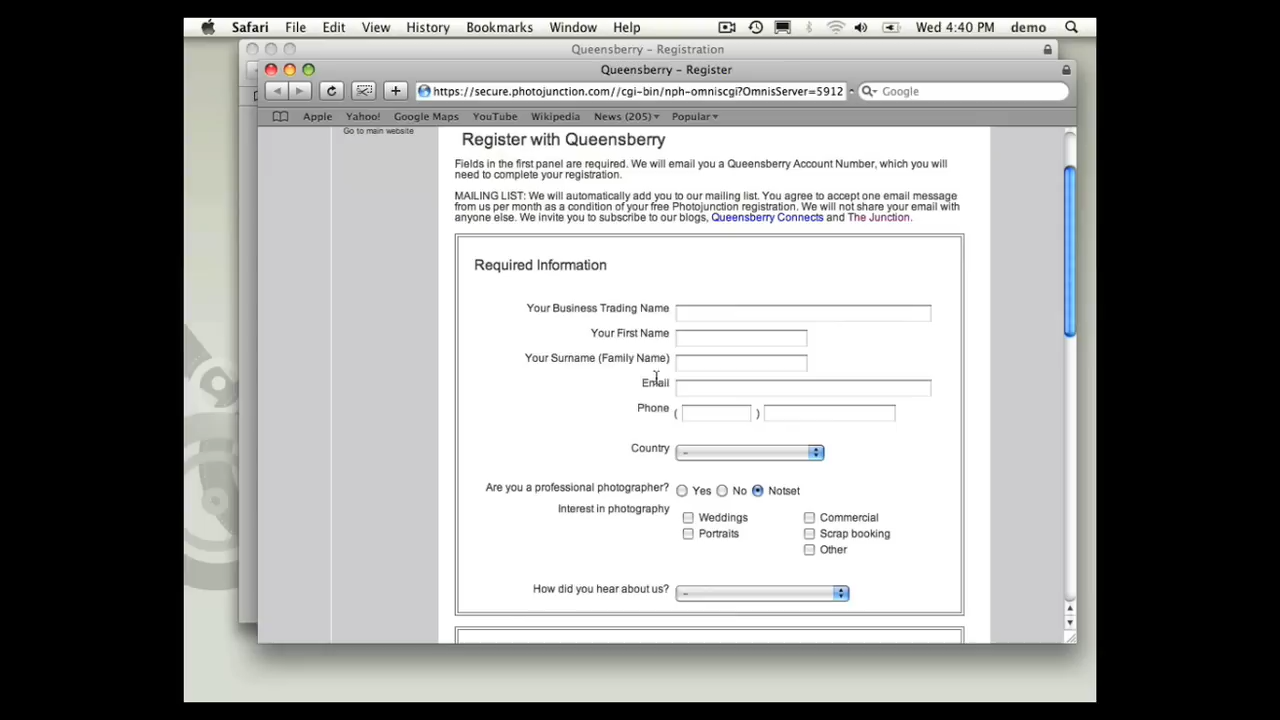 Safari File Edit View History Bookmarks Window Help Wed 4:40 PM demo
Queensberry – Registration
Queensberry – Register
https://secure.photojunction.com//cgi-bin/nph-omniscgi?OmnisServer=5912 Google
Apple Yahoo! Google Maps YouTube Wikipedia News (205) Popular
Go to main website
Register with Queensberry
Fields in the first panel are required. We will email you a Queensberry Account Number, which you will
need to complete your registration.
MAILING LIST: We will automatically add you to our mailing list. You agree to accept one email message
from us per month as a condition of your free Photojunction registration. We will not share your email with
anyone else. We invite you to subscribe to our blogs, Queensberry Connects and The Junction.
Required Information
Your Business Trading Name
Your First Name
Your Surname (Family Name)
Email
Phone ( )
Country –
Are you a professional photographer? Yes No Notset
Interest in photography
Weddings Commercial
Portraits Scrap booking
Other
How did you hear about us? –